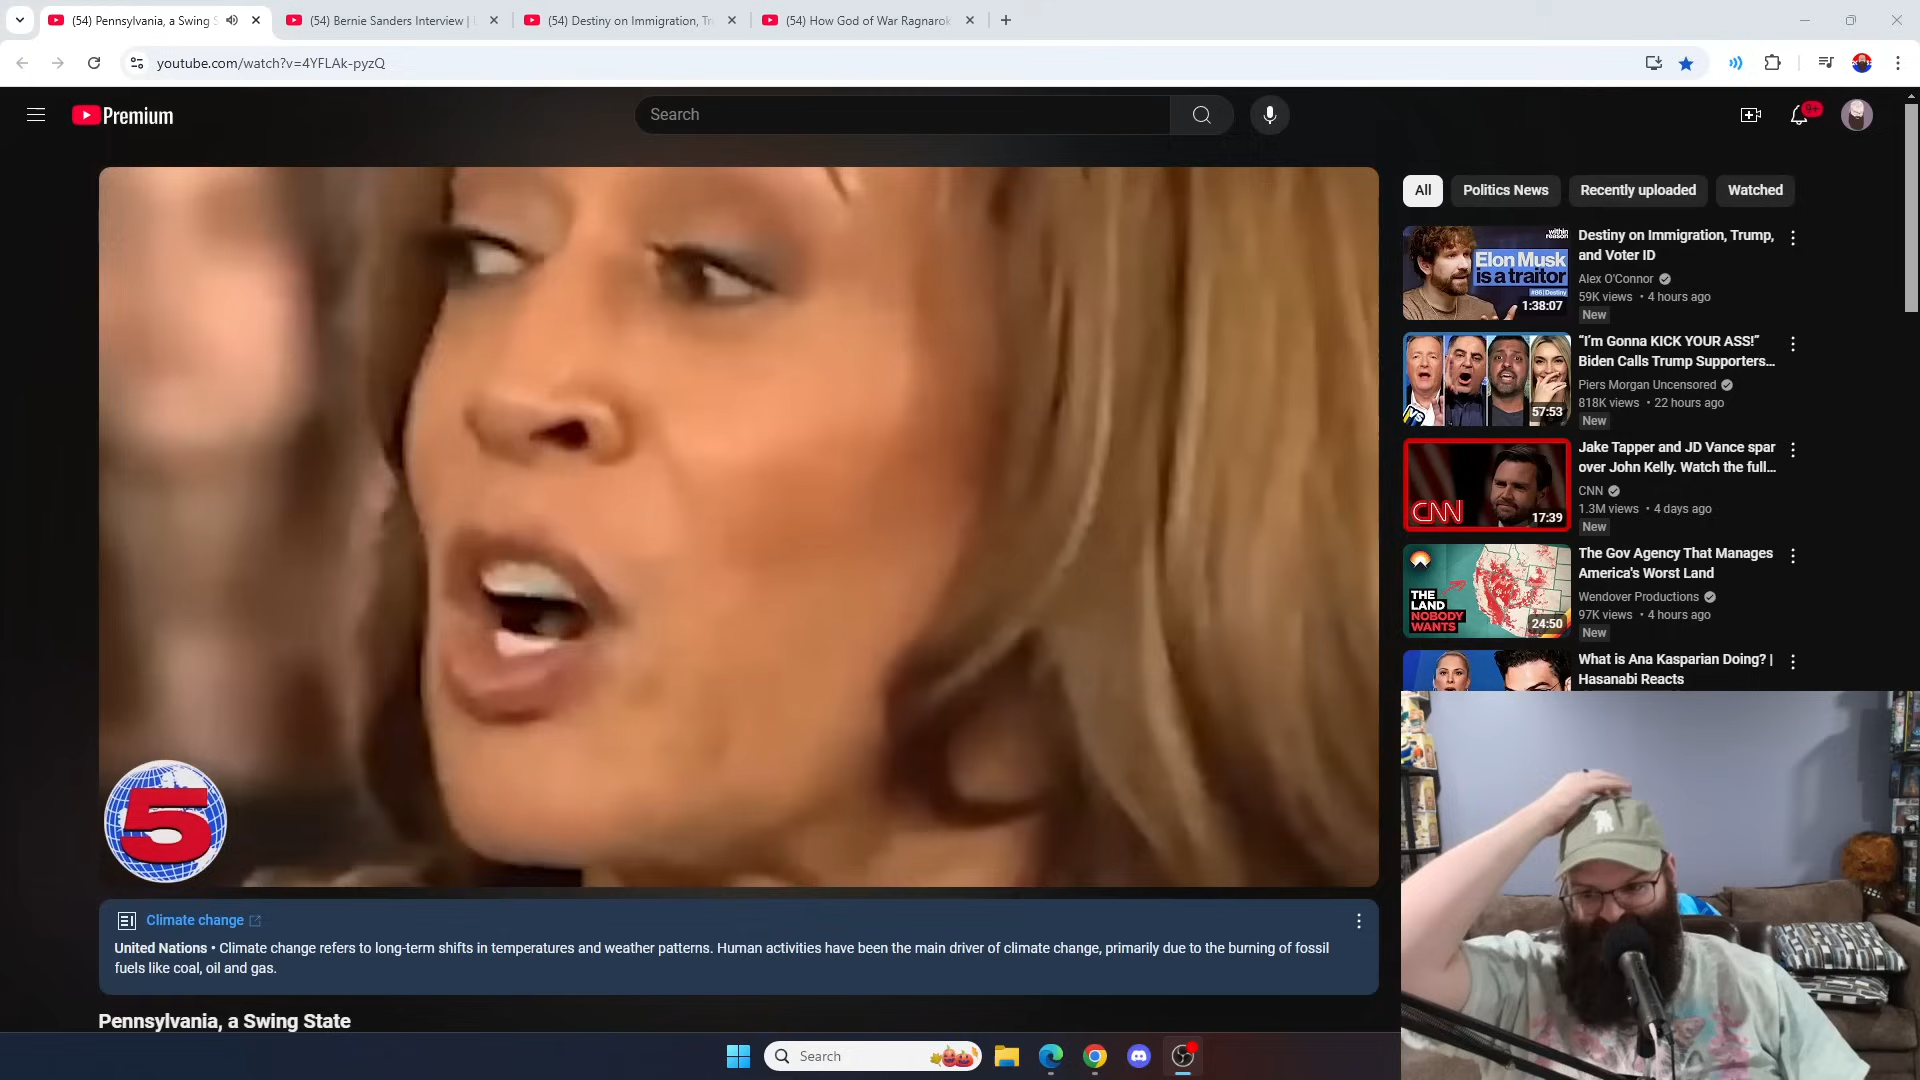 (54) Pennsylvania, a Swing S
(54) Bernie Sanders Interview |
(54) Destiny on Immigration, Tr
(54) How God of War Ragnarok
youtube.com/watch?v=4YFLAk-pyzQ
Premium
Search
9+
All
Politics News
Recently uploaded
Watched
within reason
Elon Musk
is a traitor
1:38:07
Destiny on Immigration, Trump,
and Voter ID
Alex O'Connor
59K views • 4 hours ago
New
57:53
“I’m Gonna KICK YOUR ASS!”
Biden Calls Trump Supporters...
Piers Morgan Uncensored
818K views • 22 hours ago
New
CNN
17:39
Jake Tapper and JD Vance spar
over John Kelly. Watch the full...
CNN
1.3M views • 4 days ago
New
THE
LAND
NOBODY
WANTS
24:50
The Gov Agency That Manages
America's Worst Land
Wendover Productions
97K views • 4 hours ago
New
What is Ana Kasparian Doing? |
Hasanabi Reacts
5
Climate change
United Nations • Climate change refers to long-term shifts in temperatures and weather patterns. Human activities have been the main driver of climate change, primarily due to the burning of fossil
fuels like coal, oil and gas.
Pennsylvania, a Swing State
Search